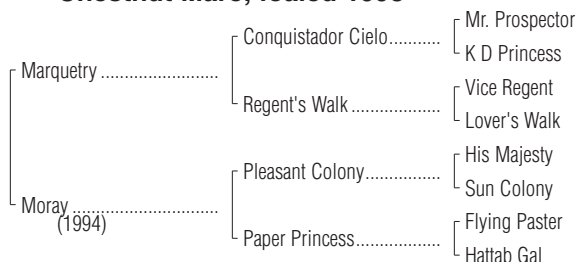 Chestnut Mare; foaled
Mr. Prospector
Conquistador Cielo...........
K D Princess
Marquetry ........................
Vice Regent
Regent's Walk ..................
Lover's Walk
His Majesty
Pleasant Colony...............
Sun Colony
Moray..............................
(1994)
Flying Paster
Paper Princess.................
Hattab Gal